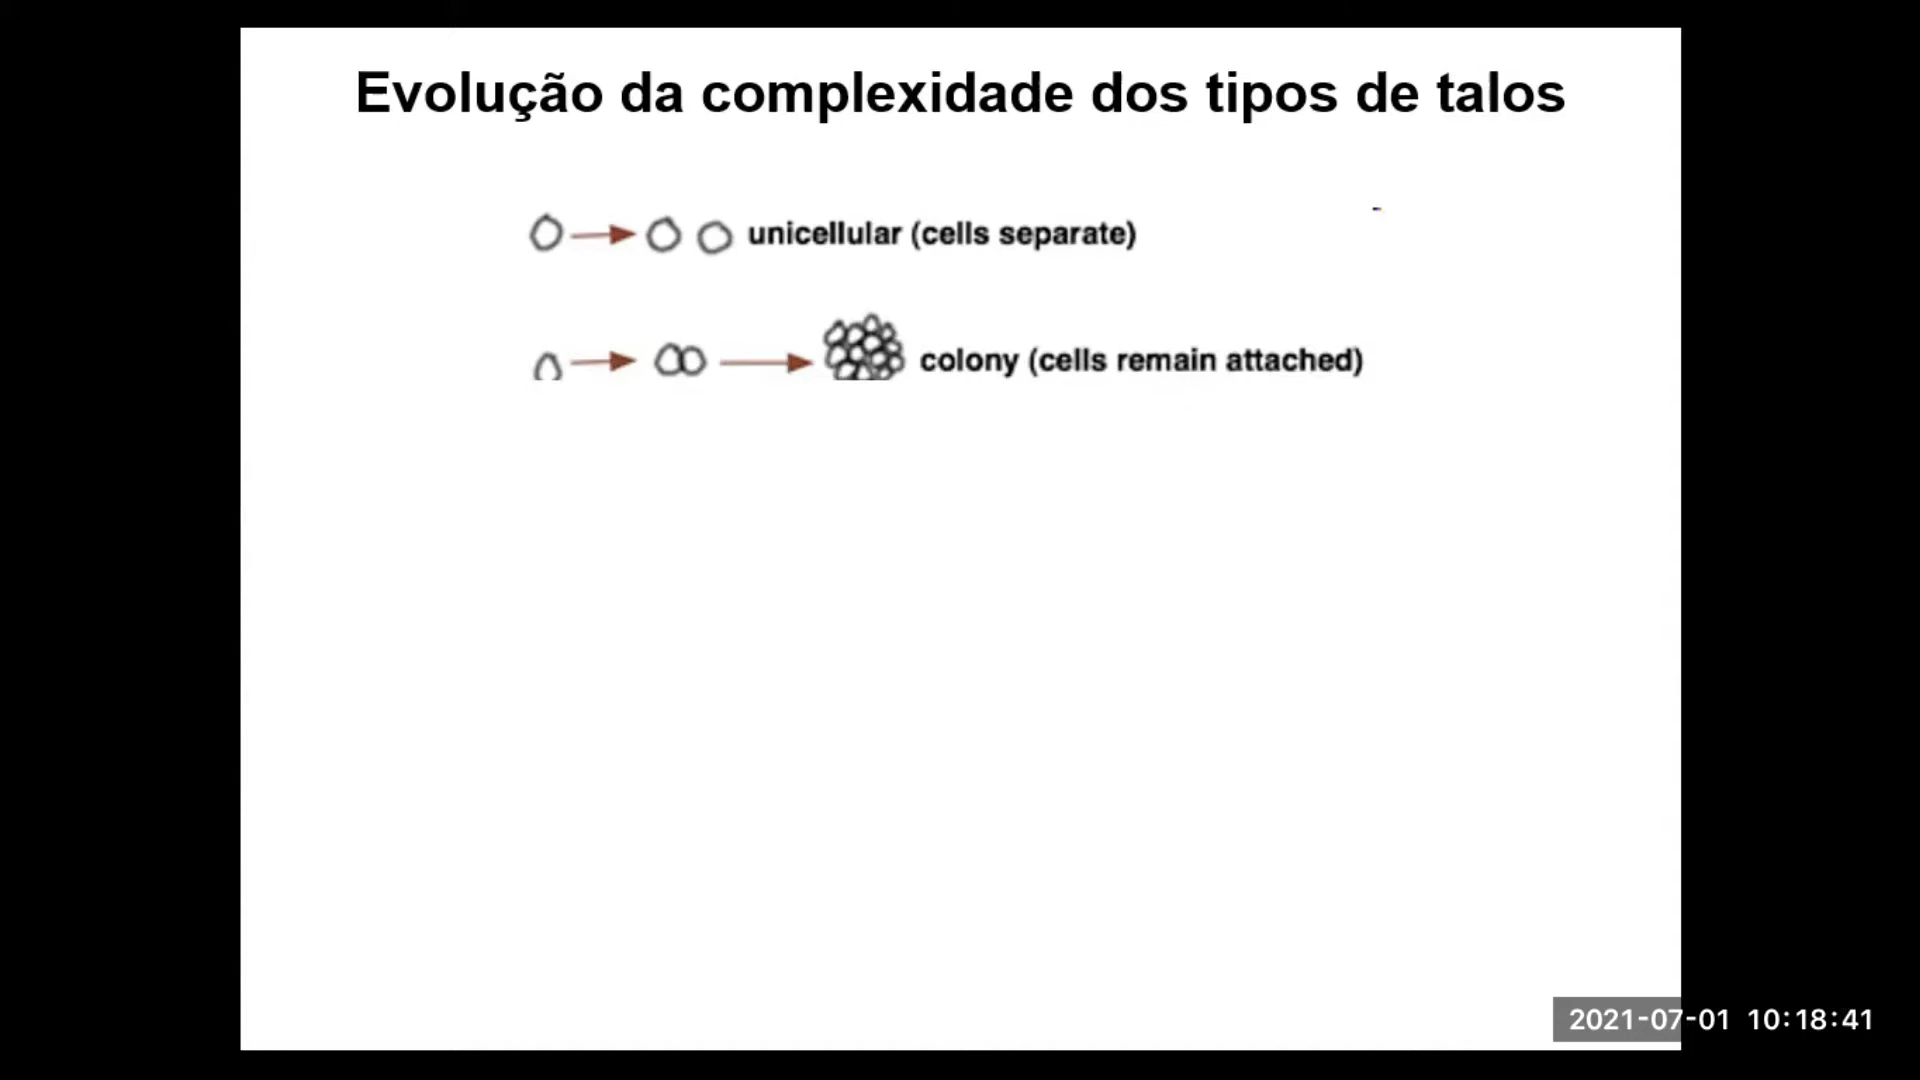 Evolução da complexidade dos tipos de talos
unicellular (cells separate)
colony (cells remain attached)
2021-07-01 10:18:41